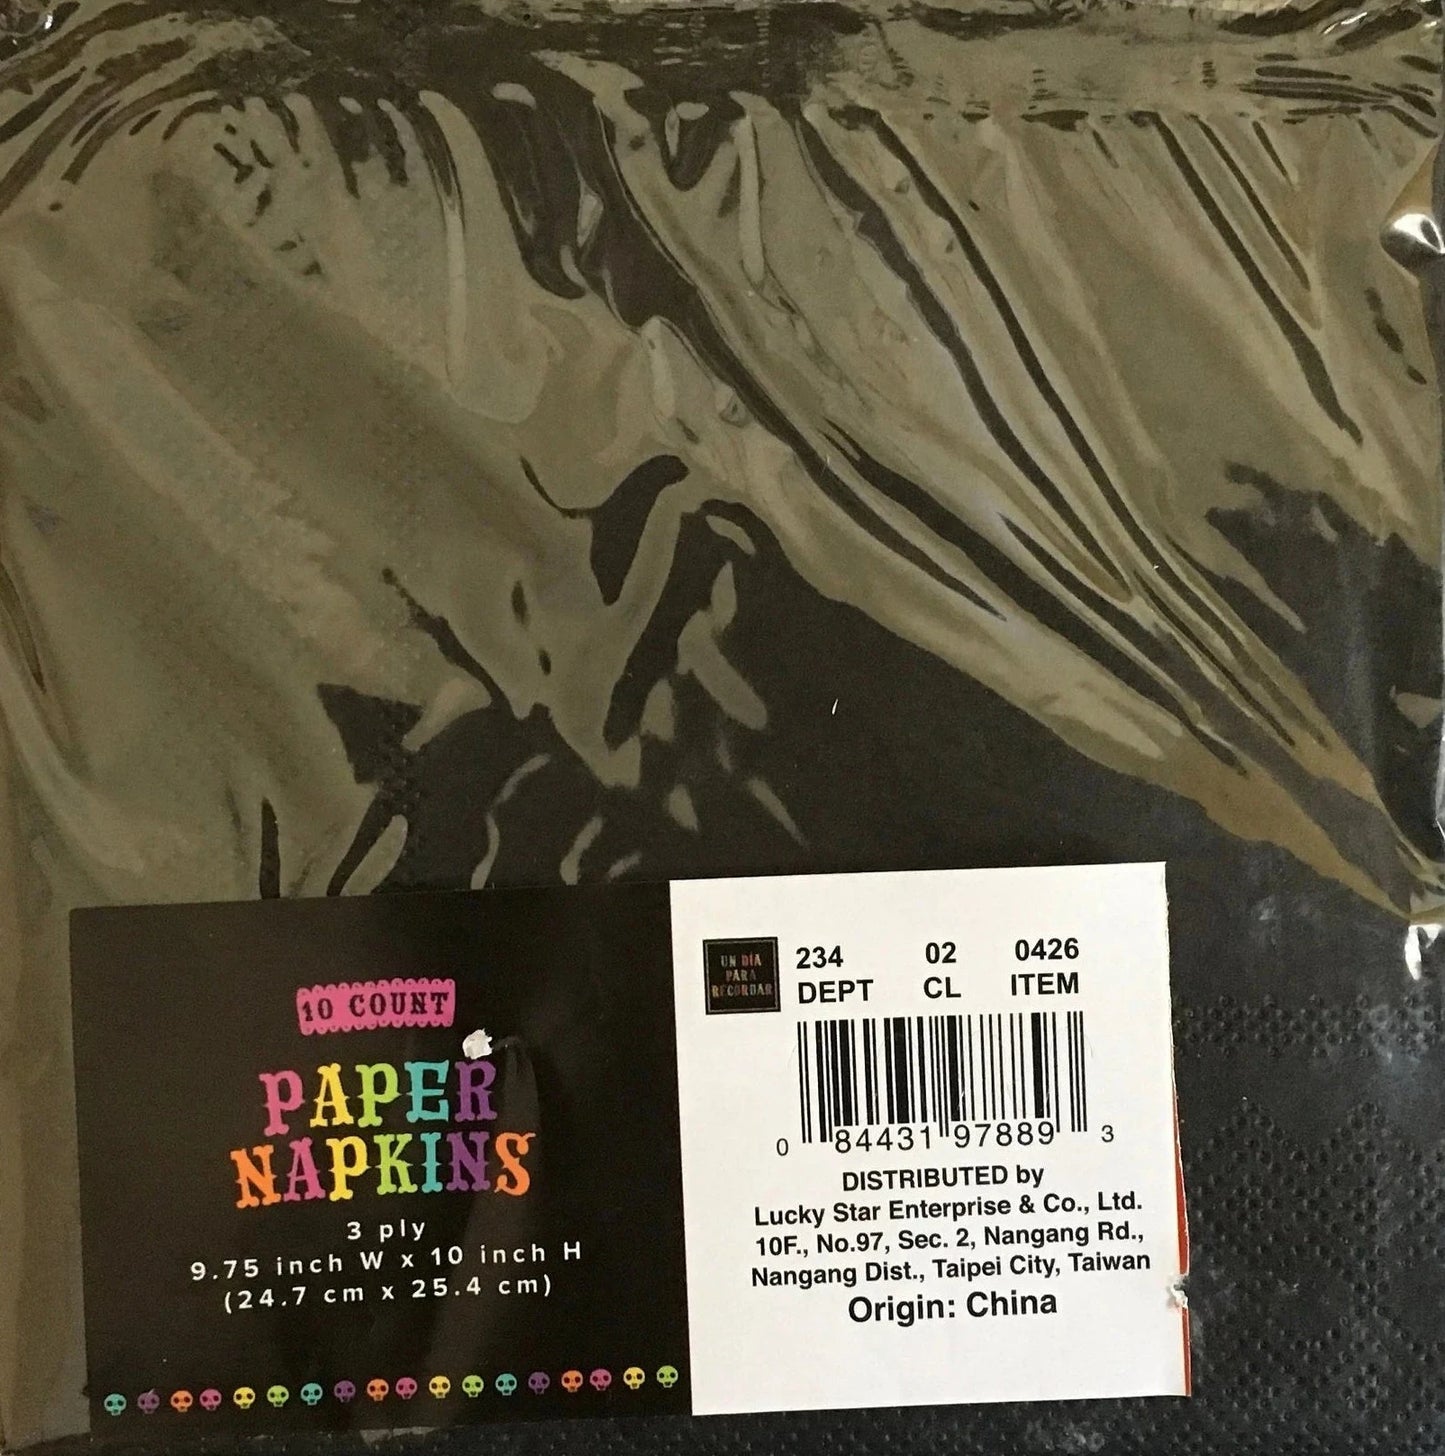 10 COUNT
PAPER
NAPKINS
3 ply
9.75 inch W x 10 inch H
(24.7 cm x 25.4 cm)
UN DÍA
PARA
RECORDAR
234 02 0426
DEPT CL ITEM
0 84431 97889 3
DISTRIBUTED by
Lucky Star Enterprise & Co., Ltd.
10F., No.97, Sec. 2, Nangang Rd.,
Nangang Dist., Taipei City, Taiwan
Origin: China